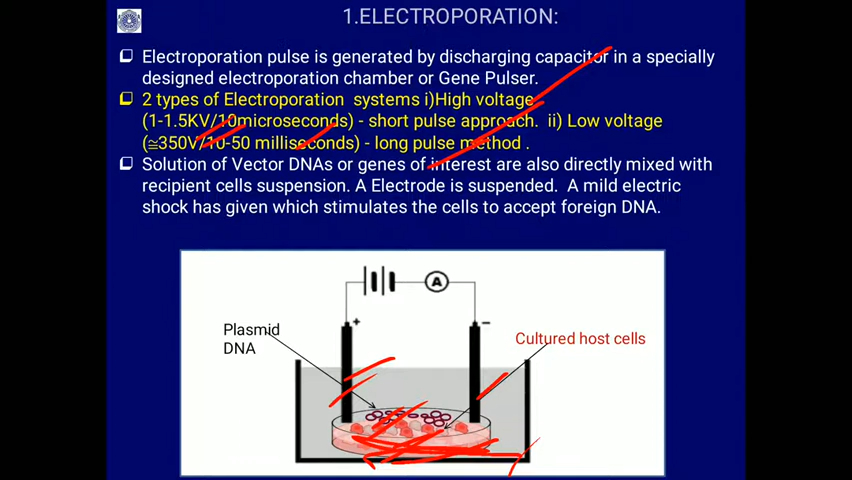 1.ELECTROPORATION:
Electroporation pulse is generated by discharging capacitor in a specially
designed electroporation chamber or Gene Pulser.
2 types of Electroporation systems i)High voltage
(1-1.5KV/10microseconds) - short pulse approach. ii) Low voltage
(≅350V/10-50 milliseconds) - long pulse method .
Solution of Vector DNAs or genes of interest are also directly mixed with
recipient cells suspension. A Electrode is suspended. A mild electric
shock has given which stimulates the cells to accept foreign DNA.
A
+ −
Plasmid
DNA
Cultured host cells